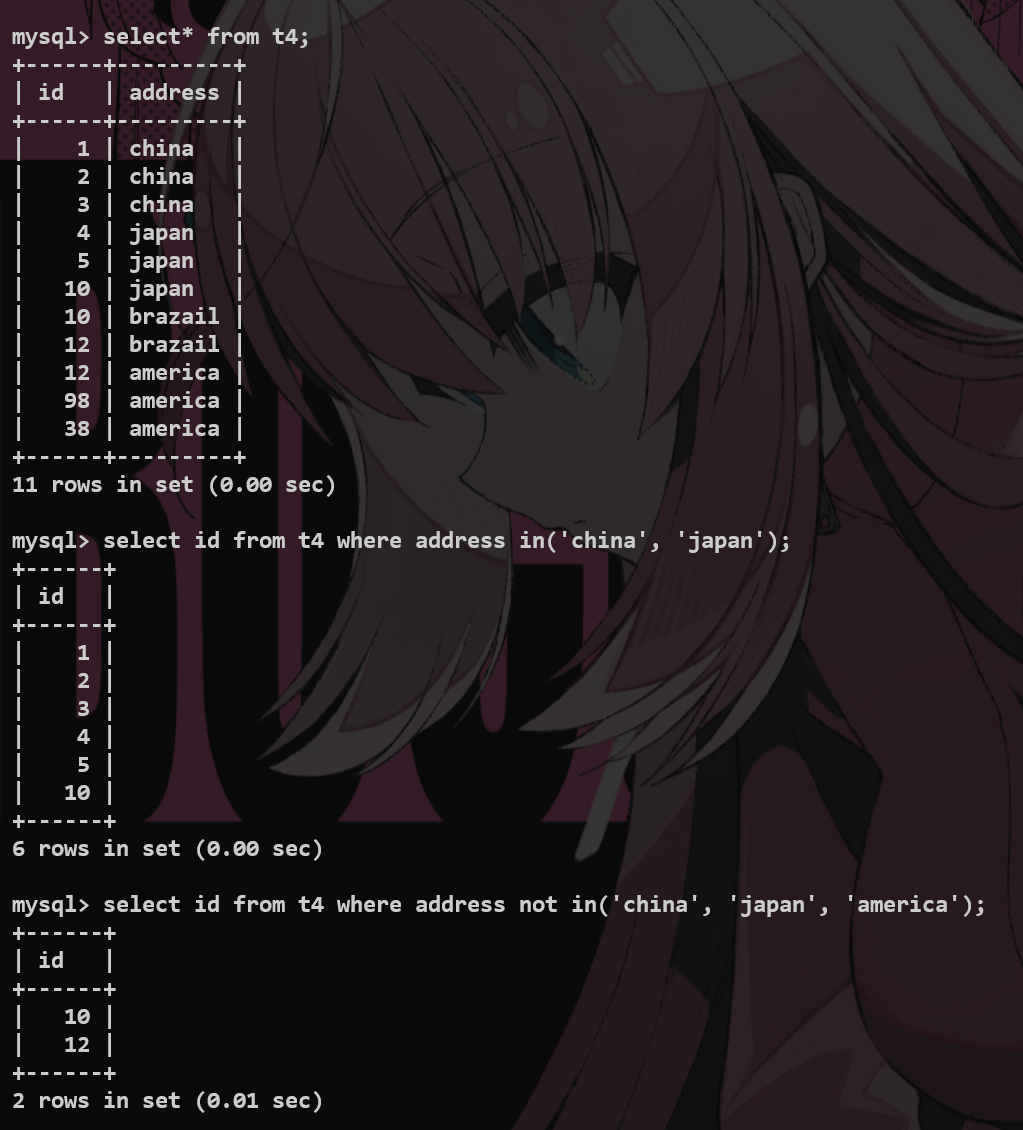 mysql> select* from t4;
+------+---------+
| id   | address |
+------+---------+
|    1 | china   |
|    2 | china   |
|    3 | china   |
|    4 | japan   |
|    5 | japan   |
|   10 | japan   |
|   10 | brazail |
|   12 | brazail |
|   12 | america |
|   98 | america |
|   38 | america |
+------+---------+
11 rows in set (0.00 sec)

mysql> select id from t4 where address in('china', 'japan');
+------+
| id   |
+------+
|    1 |
|    2 |
|    3 |
|    4 |
|    5 |
|   10 |
+------+
6 rows in set (0.00 sec)

mysql> select id from t4 where address not in('china', 'japan', 'america');
+------+
| id   |
+------+
|   10 |
|   12 |
+------+
2 rows in set (0.01 sec)